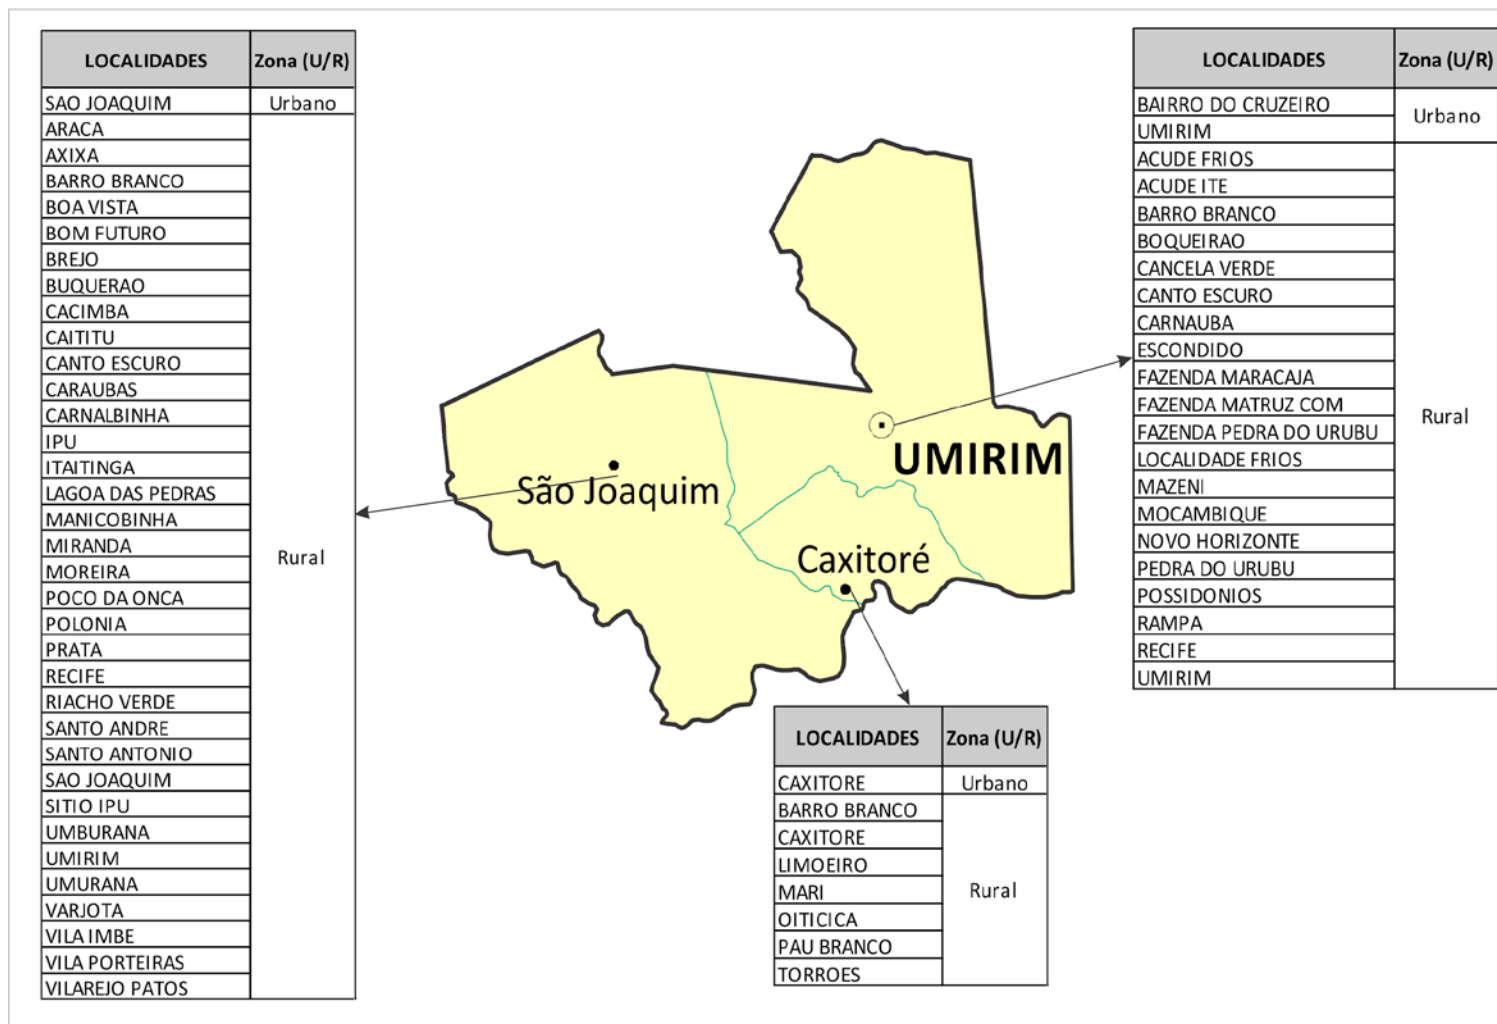 LOCALIDADES Zona (U/R)
SAO JOAQUIM Urbano
ARACA
AXIXA
BARRO BRANCO
BOA VISTA
BOM FUTURO
BREJO
BUQUERAO
CACIMBA
CAITITU
CANTO ESCURO
CARAUBAS
CARNALBINHA
IPU
ITAITINGA
LAGOA DAS PEDRAS
MANICOBINHA
MIRANDA
Rural
MOREIRA
POCO DA ONCA
POLONIA
PRATA
RECIFE
RIACHO VERDE
SANTO ANDRE
SANTO ANTONIO
SAO JOAQUIM
SITIO IPU
UMBURANA
UMIRIM
UMURANA
VARJOTA
VILA IMBE
VILA PORTEIRAS
VILAREJO PATOS
UMIRIM
São Joaquim
Caxitoré
LOCALIDADES Zona (U/R)
BAIRRO DO CRUZEIRO
Urbano
UMIRIM
ACUDE FRIOS
ACUDE ITE
BARRO BRANCO
BOQUEIRAO
CANCELA VERDE
CANTO ESCURO
CARNAUBA
ESCONDIDO
FAZENDA MARACAJA
FAZENDA MATRUZ COM
Rural
FAZENDA PEDRA DO URUBU
LOCALIDADE FRIOS
MAZENI
MOCAMBIQUE
NOVO HORIZONTE
PEDRA DO URUBU
POSSIDONIOS
RAMPA
RECIFE
UMIRIM
LOCALIDADES Zona (U/R)
CAXITORE Urbano
BARRO BRANCO
CAXITORE
LIMOEIRO
MARI Rural
OITICICA
PAU BRANCO
TORROES